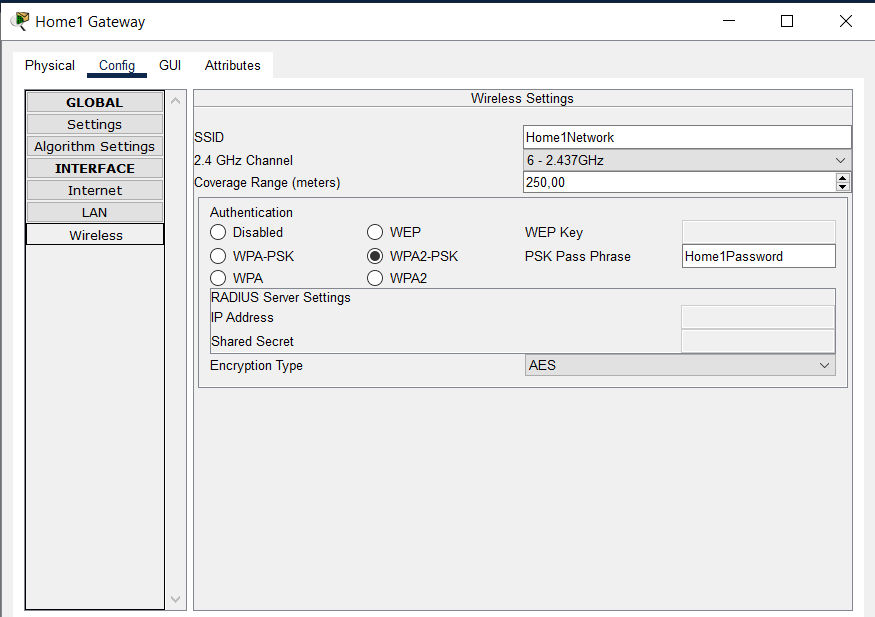 Home1 Gateway
Physical Config GUI Attributes
GLOBAL
Settings
Algorithm Settings
INTERFACE
Internet
LAN
Wireless
Wireless Settings
SSID Home1Network
2.4 GHz Channel 6 - 2.437GHz
Coverage Range (meters) 250,00
Authentication
Disabled WEP WEP Key
WPA-PSK WPA2-PSK PSK Pass Phrase Home1Password
WPA WPA2
RADIUS Server Settings
IP Address
Shared Secret
Encryption Type AES